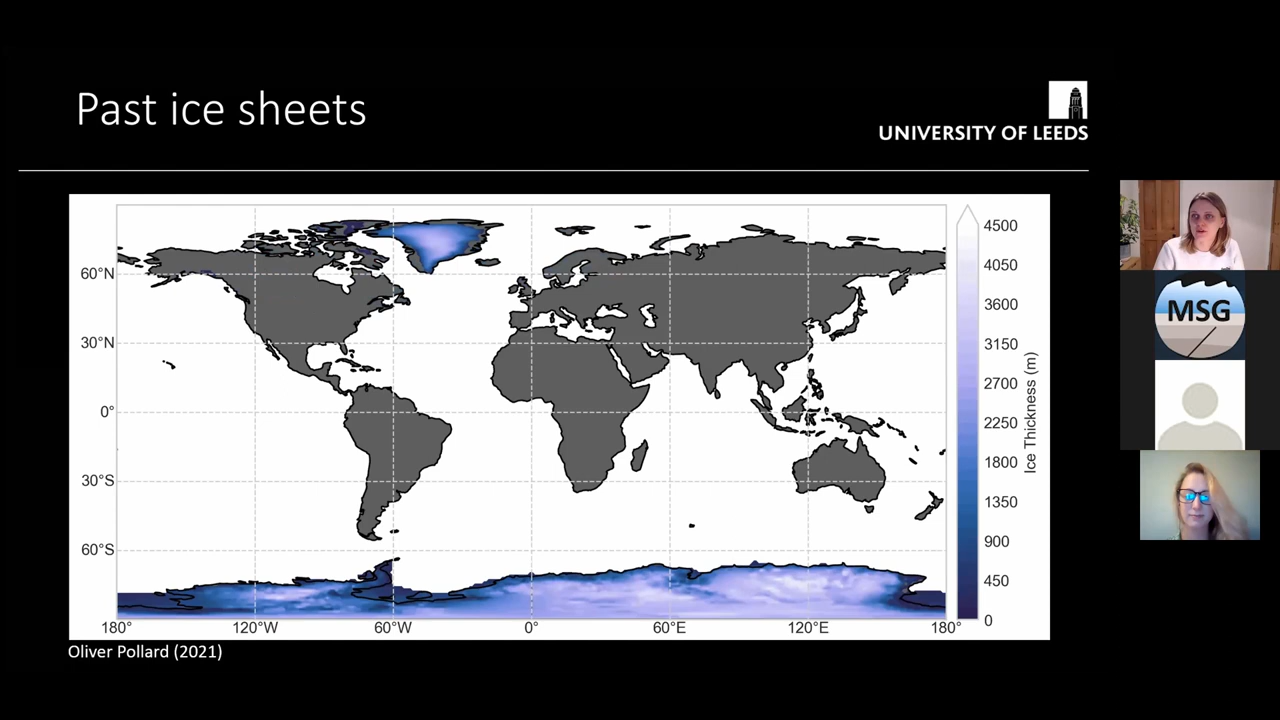 Past ice sheets
UNIVERSITY OF LEEDS
60°N
30°N
0°
30°S
60°S
180°
120°W
60°W
0°
60°E
120°E
180°
4500
4050
3600
3150
2700
2250
1800
1350
900
450
0
Ice Thickness (m)
Oliver Pollard (2021)
MSG